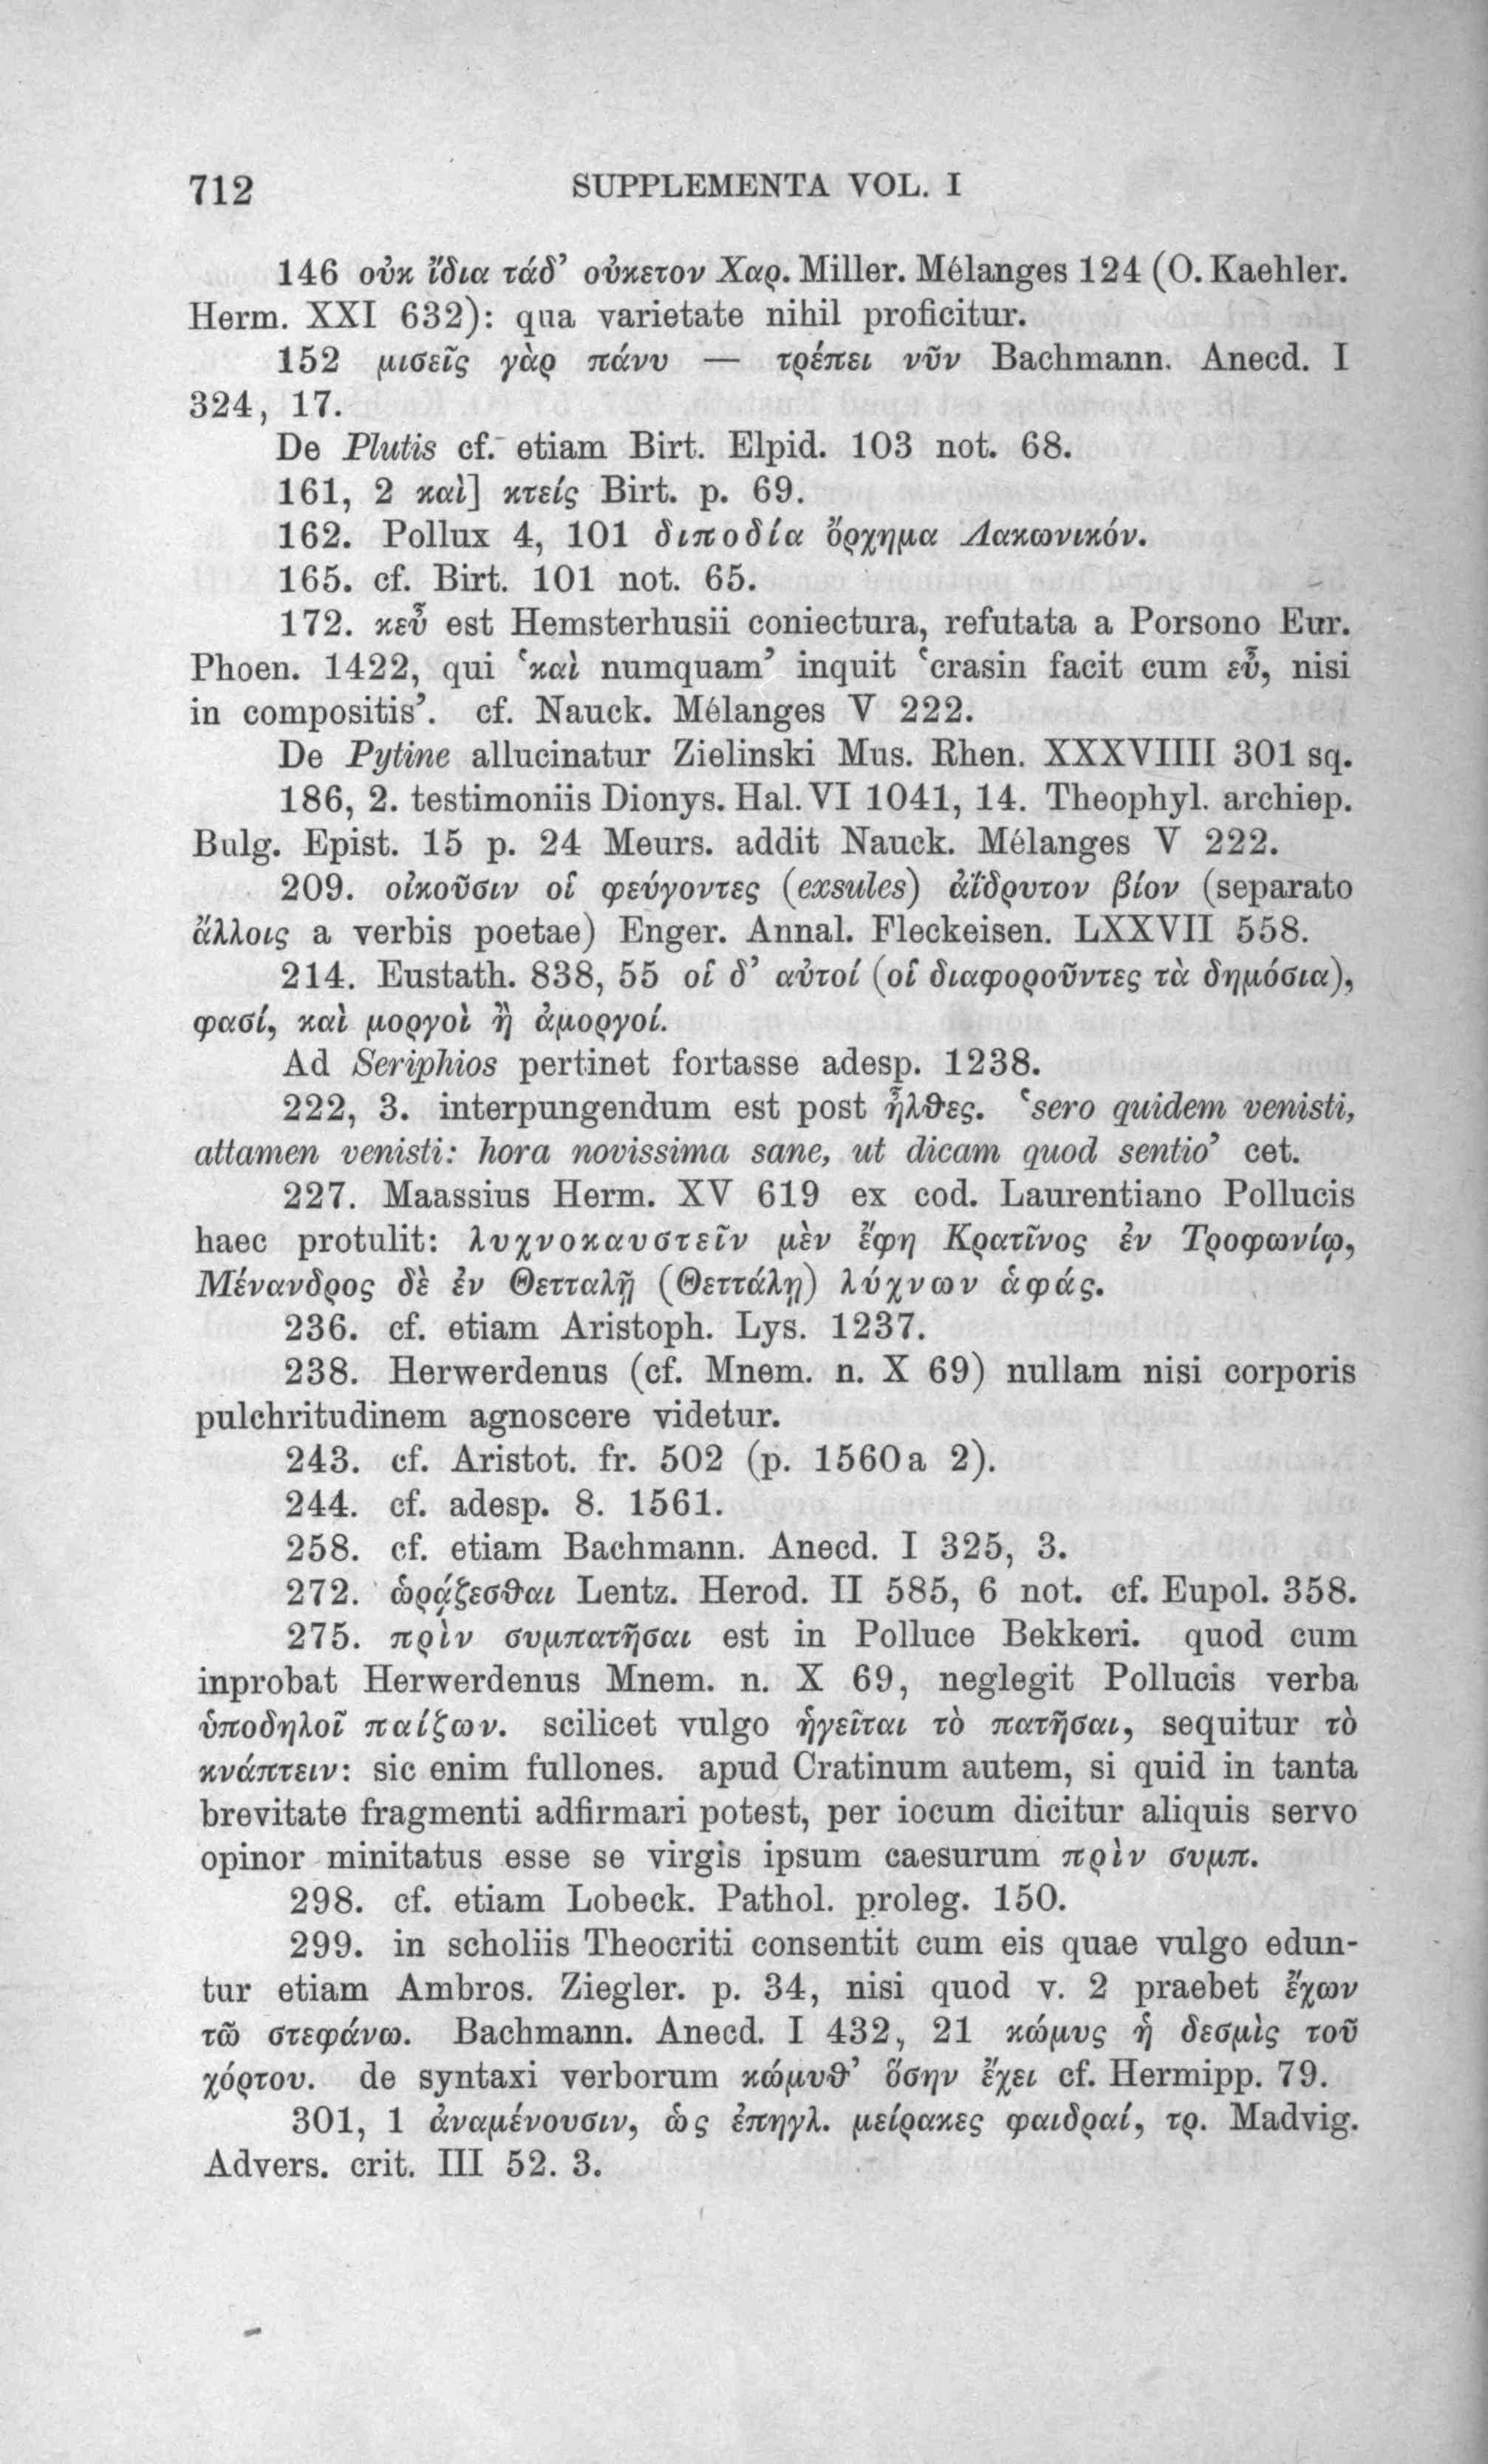 712 SUPPLEMENTA VOL. I
146 οὐκ ἴδια τάδ’ οὐκετον Χαρ. Miller. Mélanges 124 (O. Kaehler.
Herm. XXI 632): qua varietate nihil proficitur.
152 μισεῖς γὰρ πάνυ — τρέπει νῦν Bachmann. Anecd. I
324, 17.
De Plutis cf. etiam Birt. Elpid. 103 not. 68.
161, 2 καὶ] κτείς Birt. p. 69.
162. Pollux 4, 101 διποδία ὄρχημα Λακωνικόν.
165. cf. Birt. 101 not. 65.
172. κεὖ est Hemsterhusii coniectura, refutata a Porsono Eur.
Phoen. 1422, qui ‘καὶ numquam’ inquit ‘crasin facit cum εὖ, nisi
in compositis’. cf. Nauck. Mélanges V 222.
De Pytine allucinatur Zielinski Mus. Rhen. XXXVIIII 301 sq.
186, 2. testimoniis Dionys. Hal. VI 1041, 14. Theophyl. archiep.
Bulg. Epist. 15 p. 24 Meurs. addit Nauck. Mélanges V 222.
209. οἰκοῦσιν οἱ φεύγοντες (exsules) ἀΐδρυτον βίον (separato
ἄλλοις a verbis poetae) Enger. Annal. Fleckeisen. LXXVII 558.
214. Eustath. 838, 55 οἱ δ’ αὐτοί (οἱ διαφοροῦντες τὰ δημόσια),
φασί, καὶ μοργοὶ ἢ ἀμοργοί.
Ad Seriphios pertinet fortasse adesp. 1238.
222, 3. interpungendum est post ἦλθες. ‘sero quidem venisti,
attamen venisti: hora novissima sane, ut dicam quod sentio’ cet.
227. Maassius Herm. XV 619 ex cod. Laurentiano Pollucis
haec protulit: λυχνοκαυστεῖν μὲν ἔφη Κρατῖνος ἐν Τροφωνίῳ,
Μένανδρος δὲ ἐν Θετταλῇ (Θεττάλῃ) λύχνων ἁφάς.
236. cf. etiam Aristoph. Lys. 1237.
238. Herwerdenus (cf. Mnem. n. X 69) nullam nisi corporis
pulchritudinem agnoscere videtur.
243. cf. Aristot. fr. 502 (p. 1560a 2).
244. cf. adesp. 8. 1561.
258. cf. etiam Bachmann. Anecd. I 325, 3.
272. ὡρᾴζεσθαι Lentz. Herod. II 585, 6 not. cf. Eupol. 358.
275. πρὶν συμπατῆσαι est in Polluce Bekkeri. quod cum
inprobat Herwerdenus Mnem. n. X 69, neglegit Pollucis verba
ὑποδηλοῖ παίζων. scilicet vulgo ἡγεῖται τὸ πατῆσαι, sequitur τὸ
κνάπτειν: sic enim fullones. apud Cratinum autem, si quid in tanta
brevitate fragmenti adfirmari potest, per iocum dicitur aliquis servo
opinor minitatus esse se virgis ipsum caesurum πρὶν συμπ.
298. cf. etiam Lobeck. Pathol. proleg. 150.
299. in scholiis Theocriti consentit cum eis quae vulgo edun-
tur etiam Ambros. Ziegler. p. 34, nisi quod v. 2 praebet ἔχων
τῶ στεφάνω. Bachmann. Anecd. I 432, 21 κώμυς ἡ δεσμὶς τοῦ
χόρτου. de syntaxi verborum κώμυθ’ ὅσην ἔχει cf. Hermipp. 79.
301, 1 ἀναμένουσιν, ὡς ἐπηγλ. μείρακες φαιδραί, τρ. Madvig.
Advers. crit. III 52. 3.